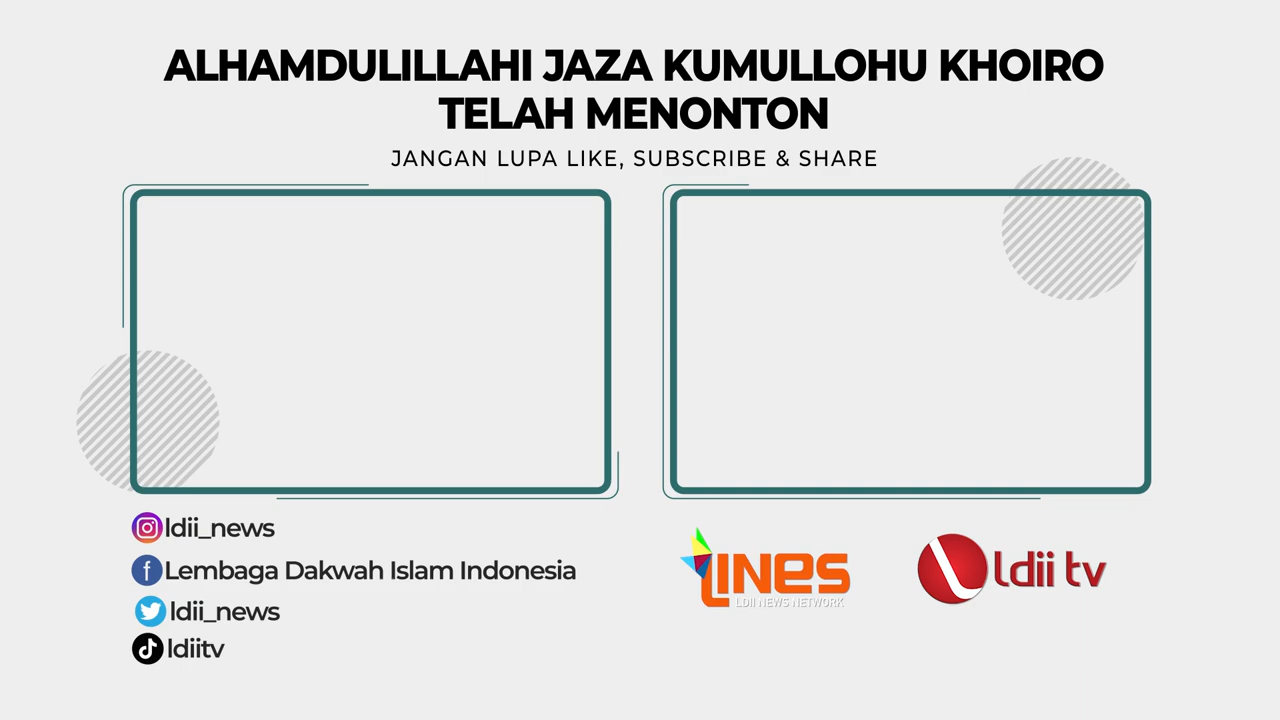 ALHAMDULILLAHI JAZA KUMULLOHU KHOIRO
TELAH MENONTON
JANGAN LUPA LIKE, SUBSCRIBE & SHARE
ldii_news
Lembaga Dakwah Islam Indonesia
ldii_news
ldiitv
LINES
LDII NEWS NETWORK
ldii tv